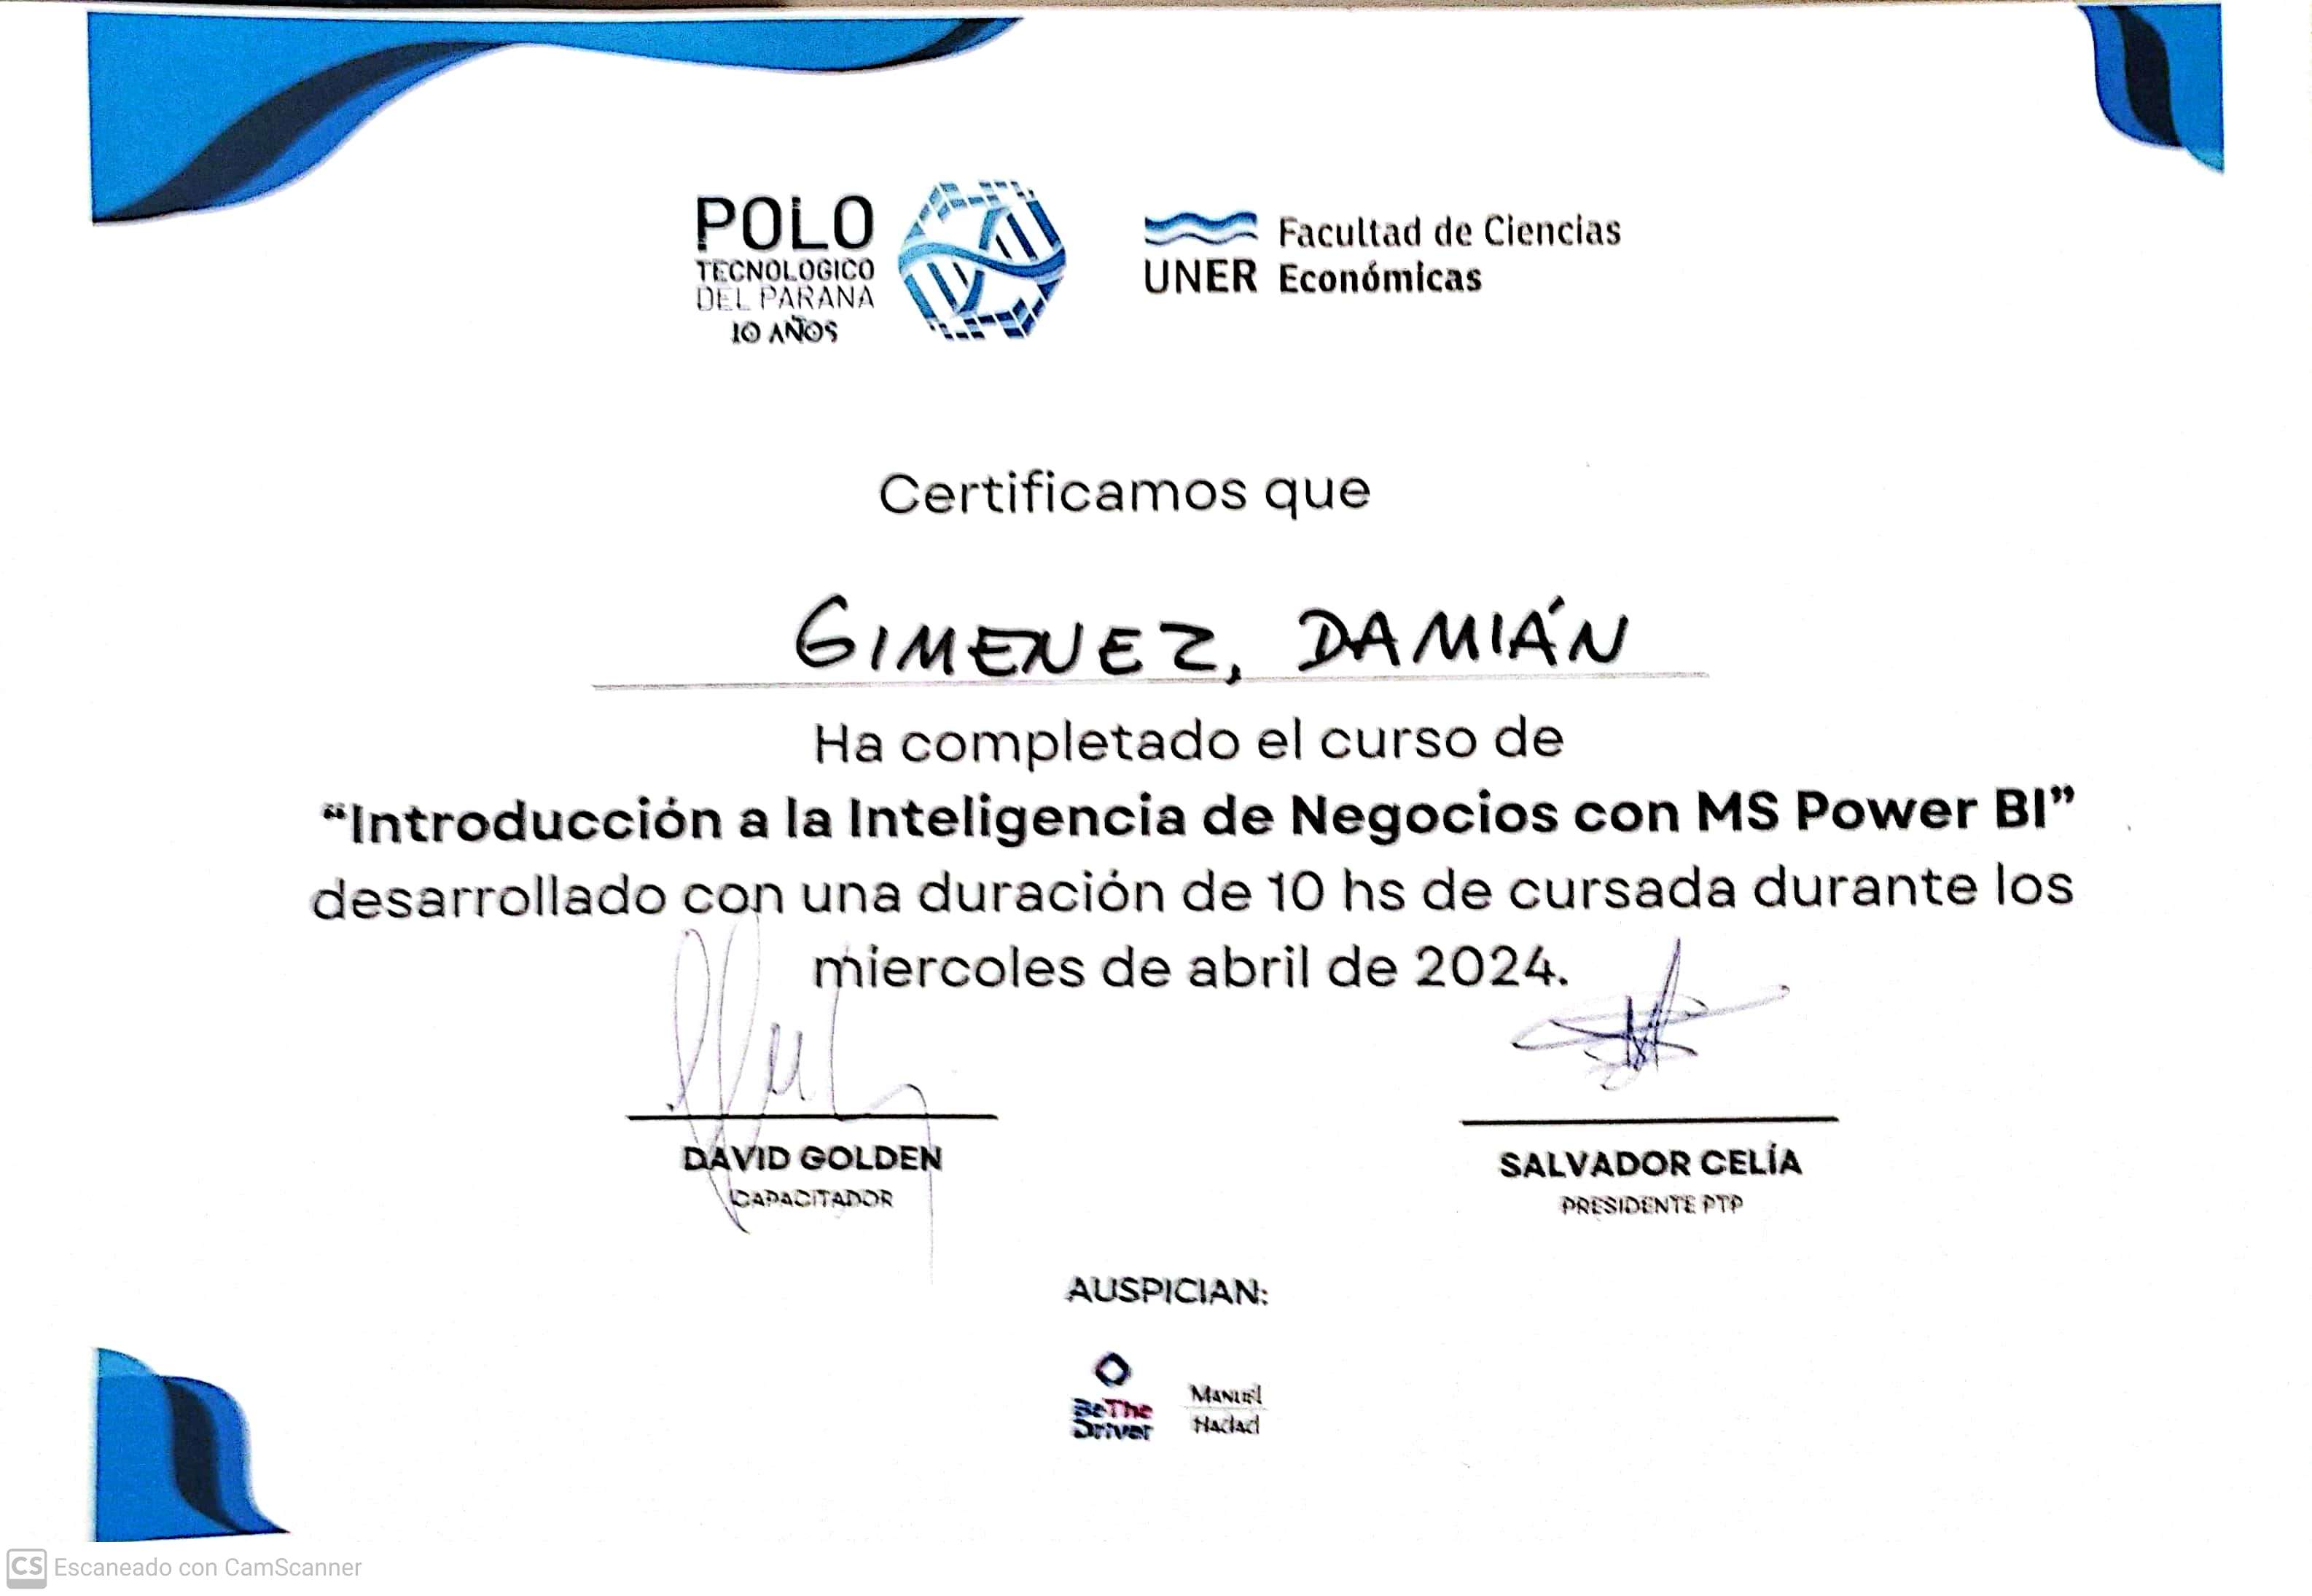 POLO
TECNOLOGICO
DEL PARANA
10 AÑOS
UNER
Facultad de Ciencias
Económicas
Certificamos que
GIMENEZ, DAMIÁN
Ha completado el curso de
“Introducción a la Inteligencia de Negocios con MS Power BI”
desarrollado con una duración de 10 hs de cursada durante los
miercoles de abril de 2024.
DAVID GOLDEN
CAPACITADOR
SALVADOR CELÍA
PRESIDENTE PTP
AUSPICIAN:
BeThe
Driver
Manuel
Hadad
CS Escaneado con CamScanner